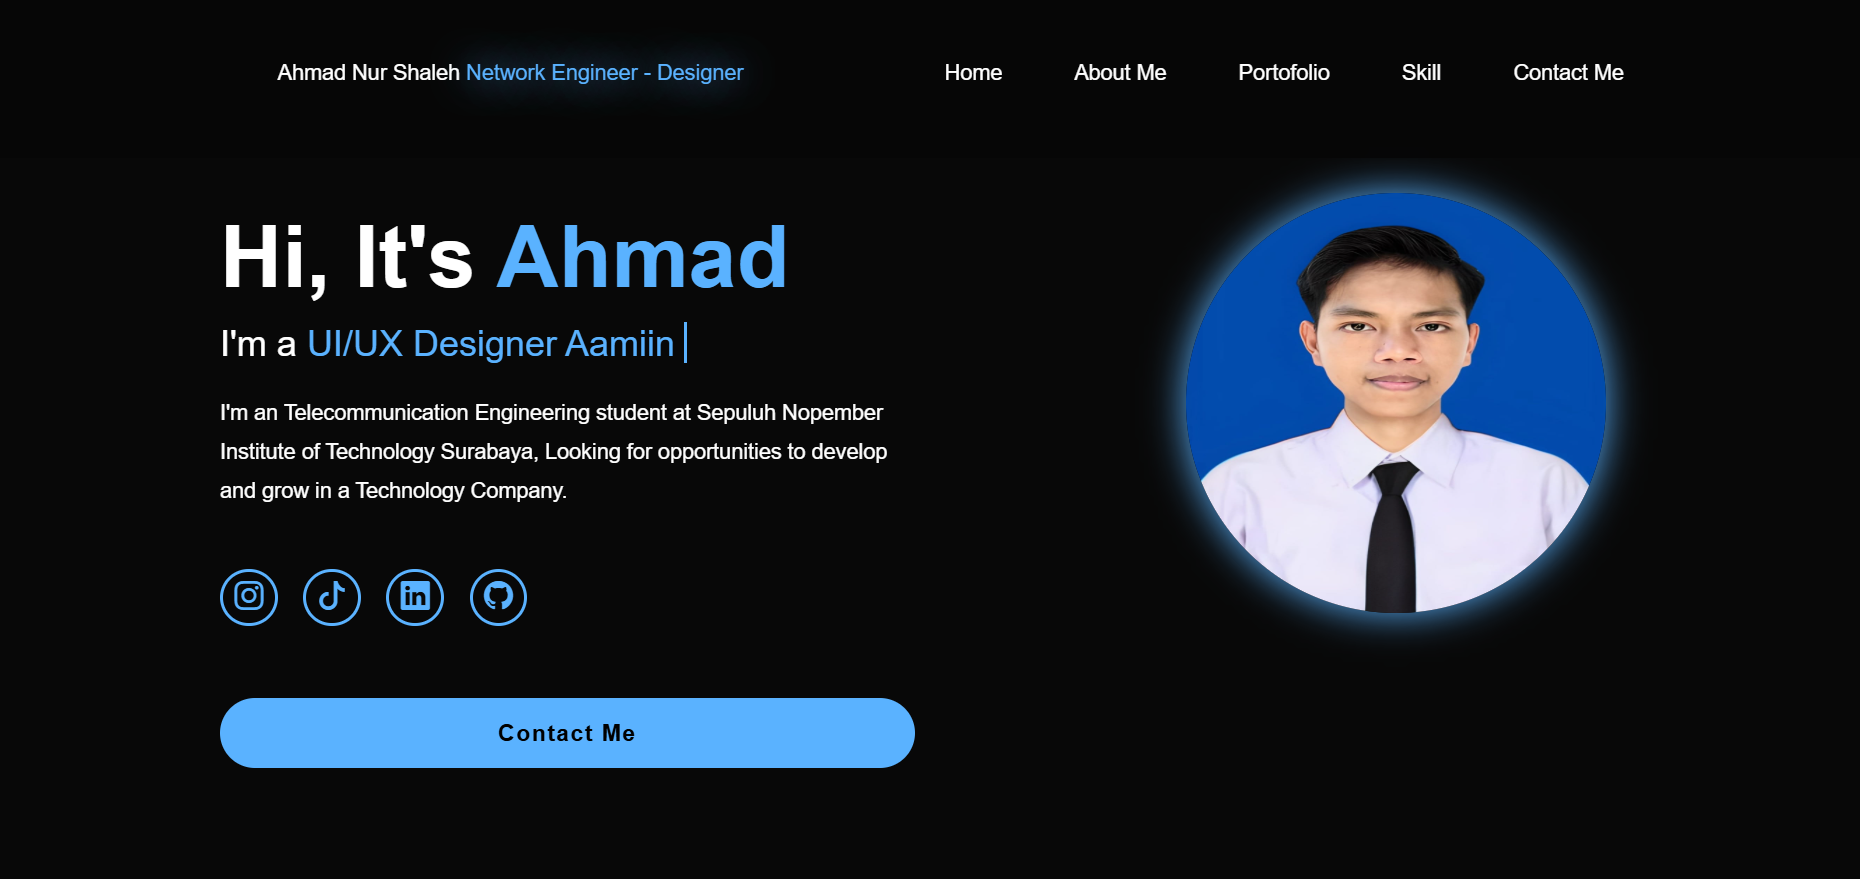 Ahmad Nur Shaleh Network Engineer - Designer
Home
About Me
Portofolio
Skill
Contact Me
Hi, It's Ahmad
I'm a UI/UX Designer Aamiin
I'm an Telecommunication Engineering student at Sepuluh Nopember
Institute of Technology Surabaya, Looking for opportunities to develop
and grow in a Technology Company.
Contact Me